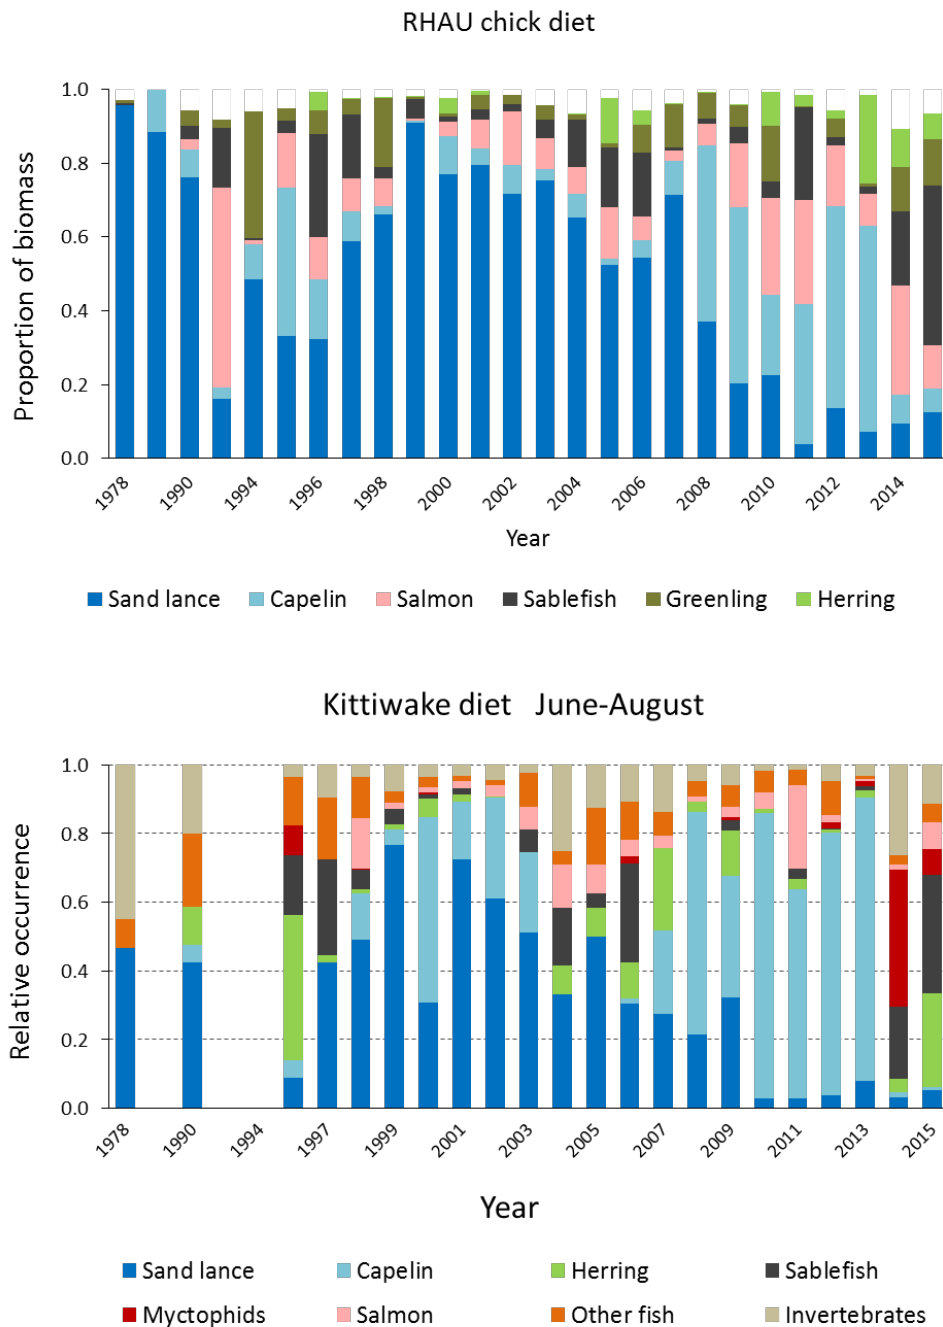 RHAU chick diet
1.0
0.8
0.6
0.4
0.2
0.0
Proportion of biomass
1978 1990 1994 1996 1998 2000 2002 2004 2006 2008 2010 2012 2014
Year
Sand lance Capelin Salmon Sablefish Greenling Herring
Kittiwake diet June-August
1.0
0.8
0.6
0.4
0.2
0.0
Relative occurrence
1978 1990 1994 1997 1999 2001 2003 2005 2007 2009 2011 2013 2015
Year
Sand lance Capelin Herring Sablefish
Myctophids Salmon Other fish Invertebrates